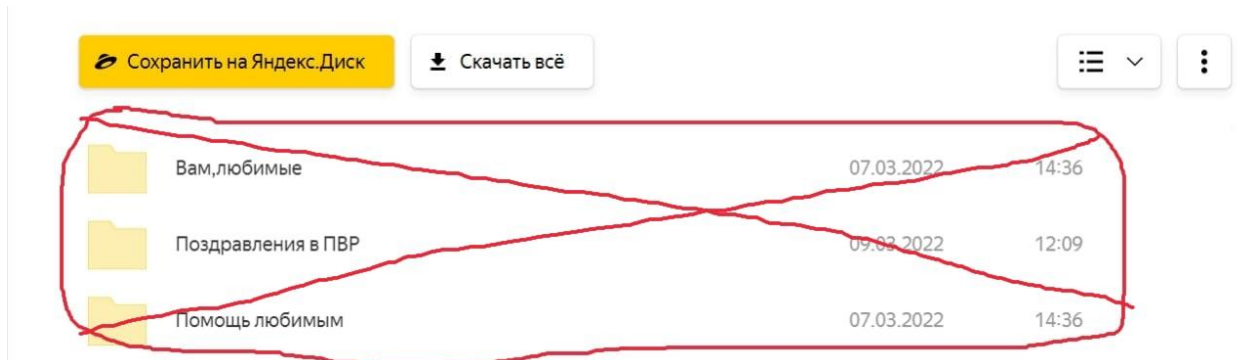 Сохранить на Яндекс.Диск Скачать всё
Вам,любимые 07.03.2022 14:36
Поздравления в ПВР 09.03.2022 12:09
Помощь любимым 07.03.2022 14:36